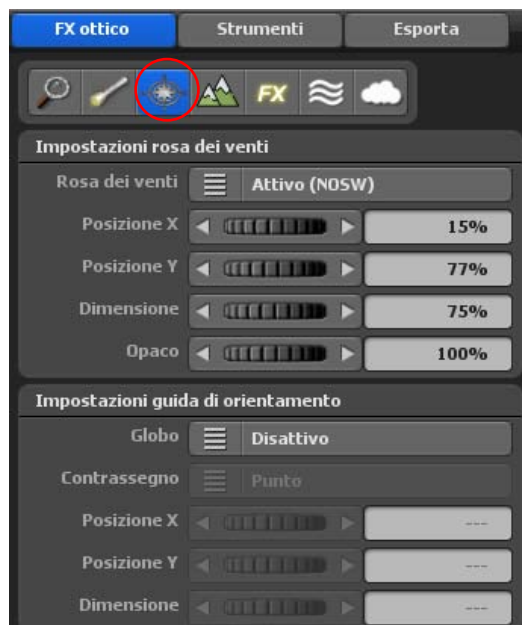 FX ottico Strumenti Esporta
FX
Impostazioni rosa dei venti
Rosa dei venti Attivo (NOSW)
Posizione X 15%
Posizione Y 77%
Dimensione 75%
Opaco 100%
Impostazioni guida di orientamento
Globo Disattivo
Contrassegno Punto
Posizione X ---
Posizione Y ---
Dimensione ---